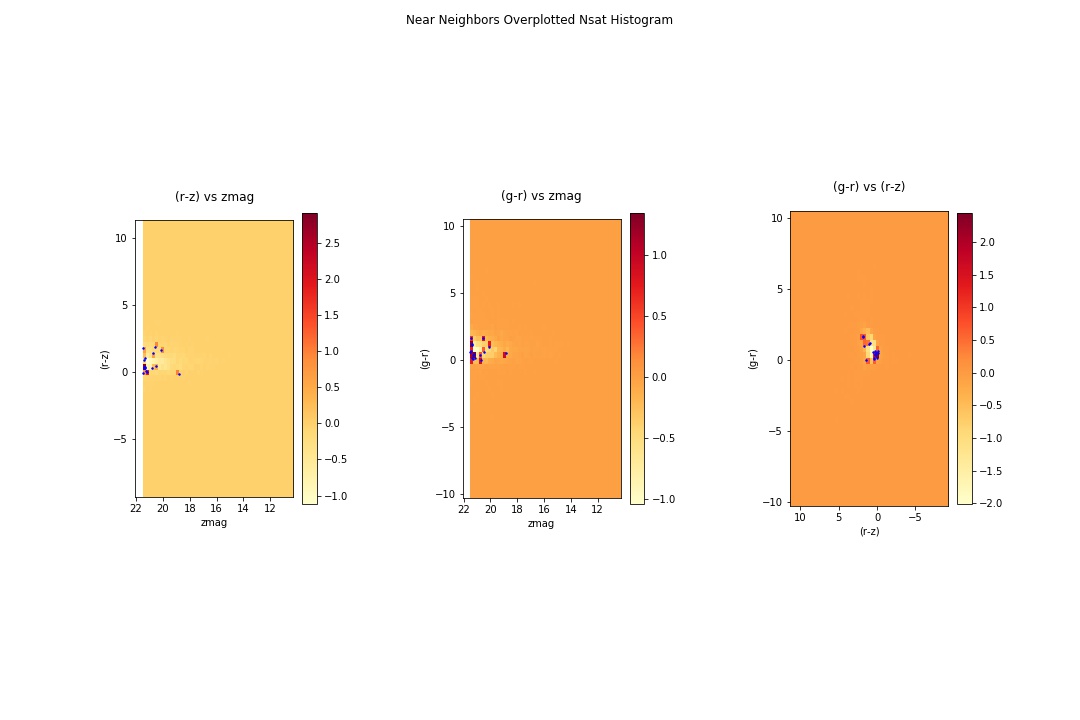 Near Neighbors Overplotted Nsat Histogram
(r-z) vs zmag
10
5
0
−5
(r-z)
22 20 18 16 14 12
zmag
2.5
2.0
1.5
1.0
0.5
0.0
−0.5
−1.0
(g-r) vs zmag
10
5
0
−5
−10
(g-r)
22 20 18 16 14 12
zmag
1.0
0.5
0.0
−0.5
−1.0
(g-r) vs (r-z)
10
5
0
−5
−10
(g-r)
10 5 0 −5
(r-z)
2.0
1.5
1.0
0.5
0.0
−0.5
−1.0
−1.5
−2.0